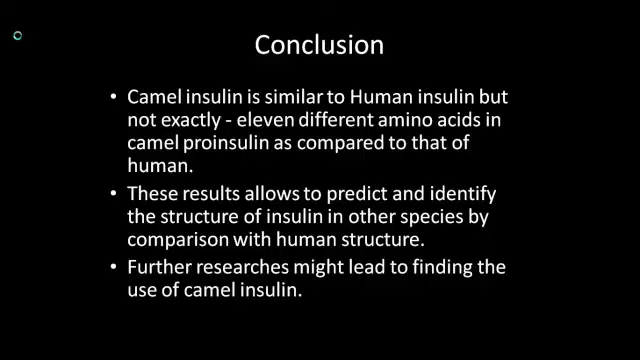 Conclusion
• Camel insulin is similar to Human insulin but
not exactly - eleven different amino acids in
camel proinsulin as compared to that of
human.
• These results allows to predict and identify
the structure of insulin in other species by
comparison with human structure.
• Further researches might lead to finding the
use of camel insulin.